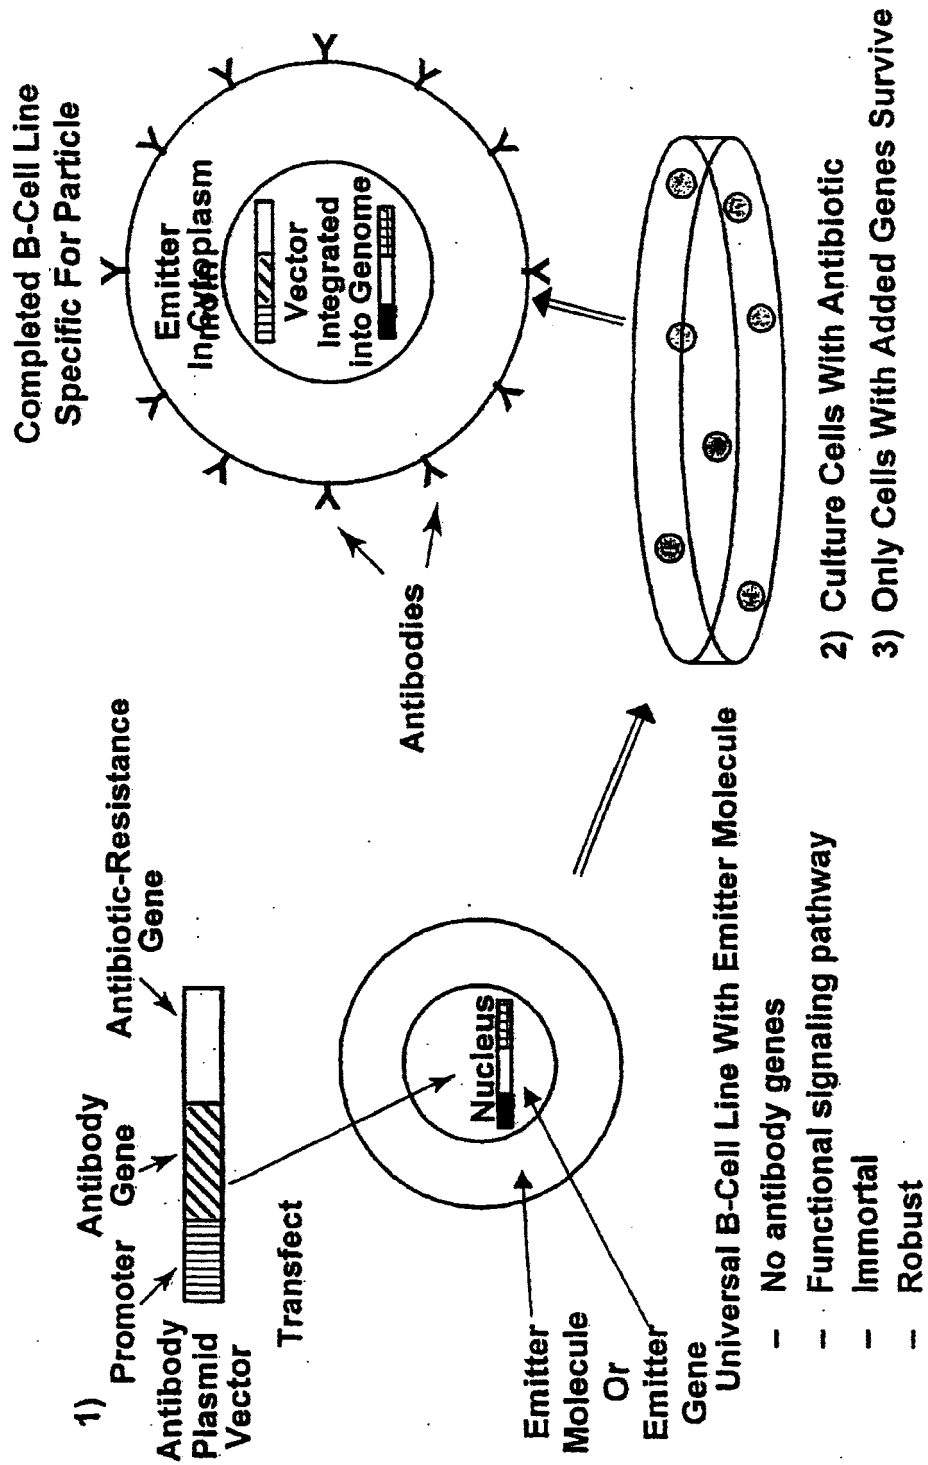 1)
Promoter
Antibody
Gene
Antibiotic-Resistance
Gene
Antibody
Plasmid
Vector
Transfect
Nucleus
Emitter
Molecule
Or
Emitter
Gene
Universal B-Cell Line With Emitter Molecule
– No antibody genes
– Functional signaling pathway
– Immortal
– Robust
2) Culture Cells With Antibiotic
3) Only Cells With Added Genes Survive
Completed B-Cell Line
Specific For Particle
Emitter
In Cytoplasm
Vector
Integrated
into Genome
Antibodies